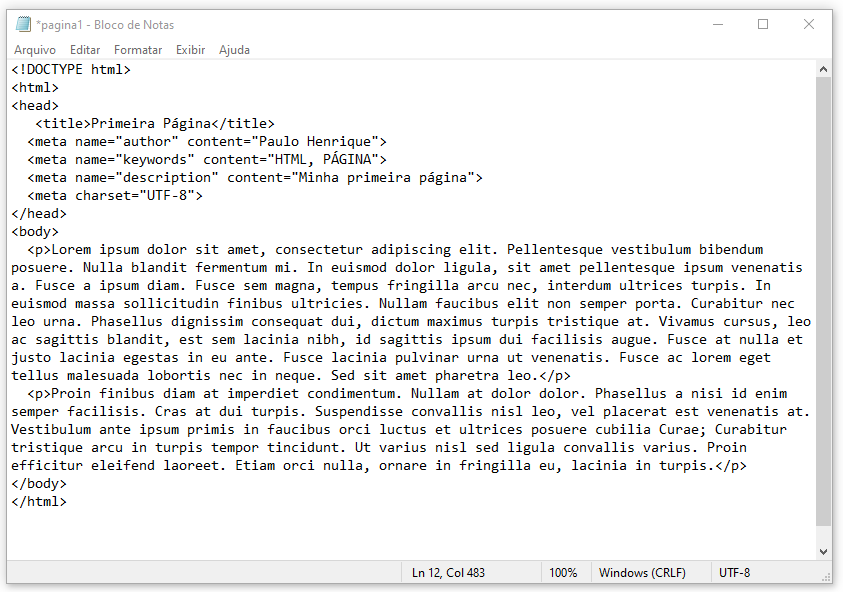 *pagina1 - Bloco de Notas
Arquivo Editar Formatar Exibir Ajuda
<!DOCTYPE html>
<html>
<head>
   <title>Primeira Página</title>
  <meta name="author" content="Paulo Henrique">
  <meta name="keywords" content="HTML, PÁGINA">
  <meta name="description" content="Minha primeira página">
  <meta charset="UTF-8">
</head>
<body>
  <p>Lorem ipsum dolor sit amet, consectetur adipiscing elit. Pellentesque vestibulum bibendum
posuere. Nulla blandit fermentum mi. In euismod dolor ligula, sit amet pellentesque ipsum venenatis
a. Fusce a ipsum diam. Fusce sem magna, tempus fringilla arcu nec, interdum ultrices turpis. In
euismod massa sollicitudin finibus ultricies. Nullam faucibus elit non semper porta. Curabitur nec
leo urna. Phasellus dignissim consequat dui, dictum maximus turpis tristique at. Vivamus cursus, leo
ac sagittis blandit, est sem lacinia nibh, id sagittis ipsum dui facilisis augue. Fusce at nulla et
justo lacinia egestas in eu ante. Fusce lacinia pulvinar urna ut venenatis. Fusce ac lorem eget
tellus malesuada lobortis nec in neque. Sed sit amet pharetra leo.</p>
  <p>Proin finibus diam at imperdiet condimentum. Nullam at dolor dolor. Phasellus a nisi id enim
semper facilisis. Cras at dui turpis. Suspendisse convallis nisl leo, vel placerat est venenatis at.
Vestibulum ante ipsum primis in faucibus orci luctus et ultrices posuere cubilia Curae; Curabitur
tristique arcu in turpis tempor tincidunt. Ut varius nisl sed ligula convallis varius. Proin
efficitur eleifend laoreet. Etiam orci nulla, ornare in fringilla eu, lacinia in turpis.</p>
</body>
</html>
Ln 12, Col 483 100% Windows (CRLF) UTF-8